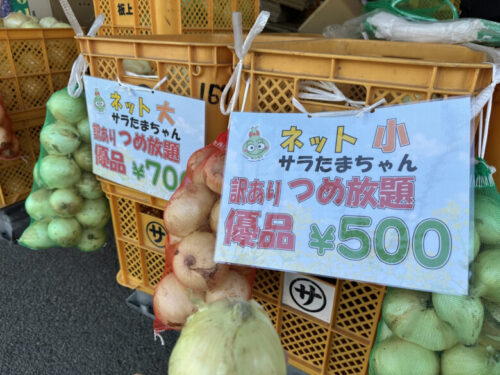 板上
16
ネット 大
サラたまちゃん
訳あり つめ放題
優品 ¥700
ネット 小
サラたまちゃん
訳あり つめ放題
優品 ¥500
サ
サ